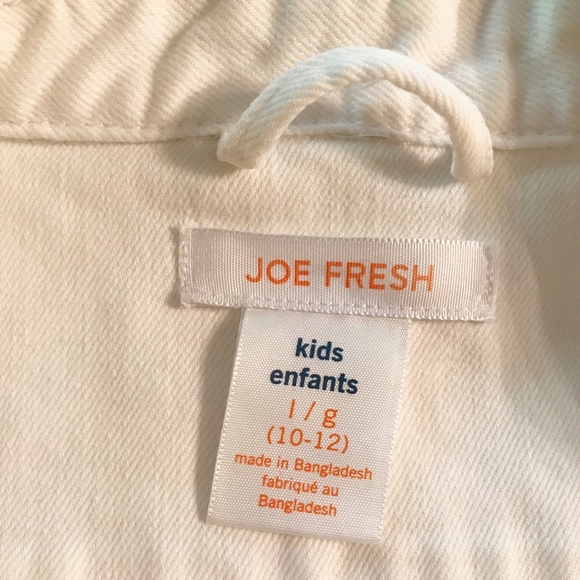 JOE FRESH
kids
enfants
l / g
(10-12)
made in Bangladesh
fabriqué au
Bangladesh